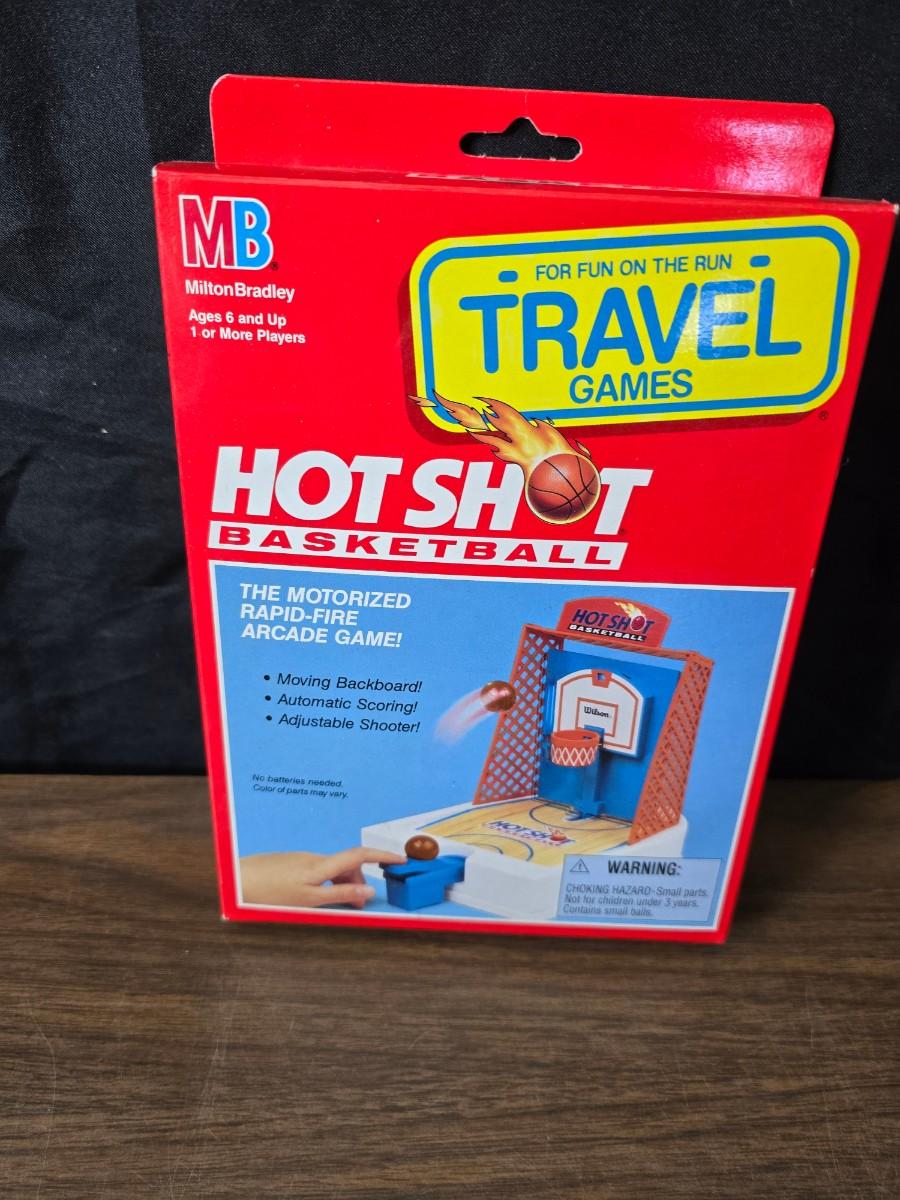 MB®
MiltonBradley
Ages 6 and Up
1 or More Players
FOR FUN ON THE RUN
TRAVEL
GAMES
®
HOT SHOT
BASKETBALL
THE MOTORIZED
RAPID-FIRE
ARCADE GAME!
• Moving Backboard!
• Automatic Scoring!
• Adjustable Shooter!
No batteries needed.
Color of parts may vary.
HOT SHOT
BASKETBALL
Wilson
HOT SHOT
BASKETBALL
WARNING:
CHOKING HAZARD-Small parts.
Not for children under 3 years.
Contains small balls.